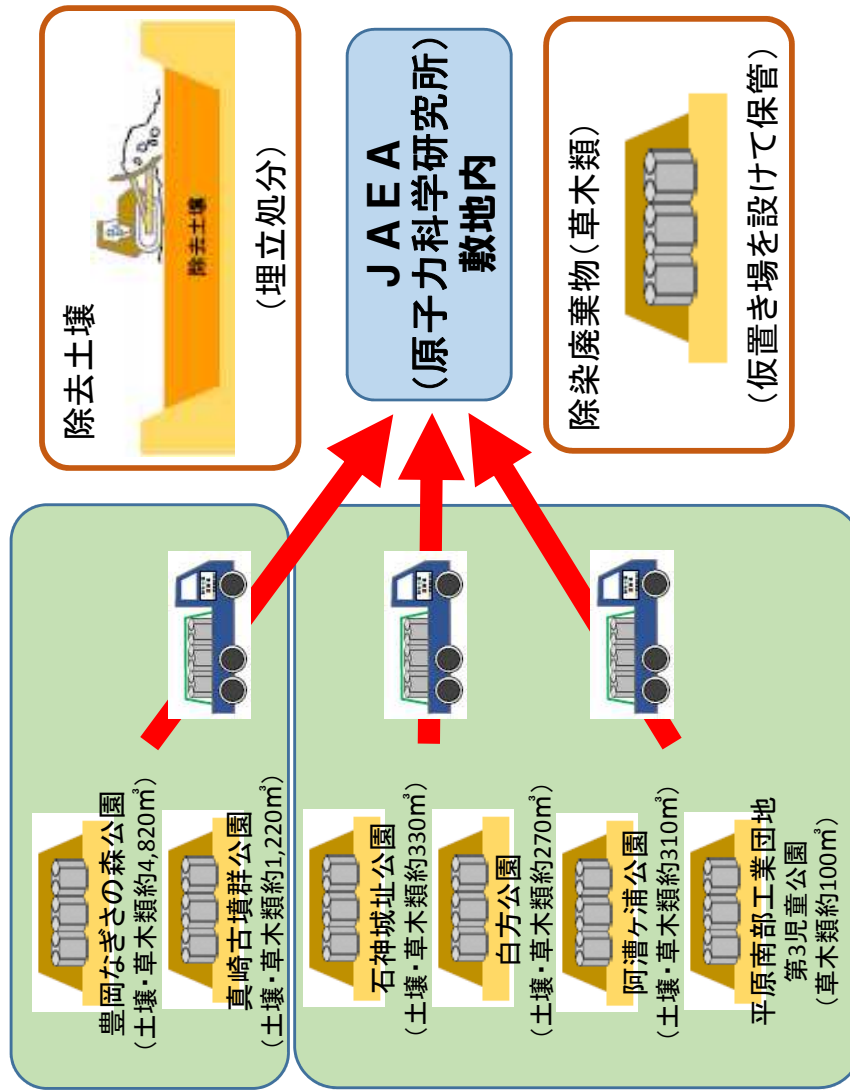 豊岡なぎさの森公園
(土壌・草木類約4,820㎥)
真崎古墳群公園
(土壌・草木類約1,220㎥)
石神城址公園
(土壌・草木類約330㎥)
白方公園
(土壌・草木類約270㎥)
阿漕ヶ浦公園
(土壌・草木類約310㎥)
平原南部工業団地
第3児童公園
(草木類約100㎥)
除去土壌
除去土壌
(埋立処分)
JAEA
(原子力科学研究所)
敷地内
除染廃棄物(草木類)
(仮置き場を設けて保管)